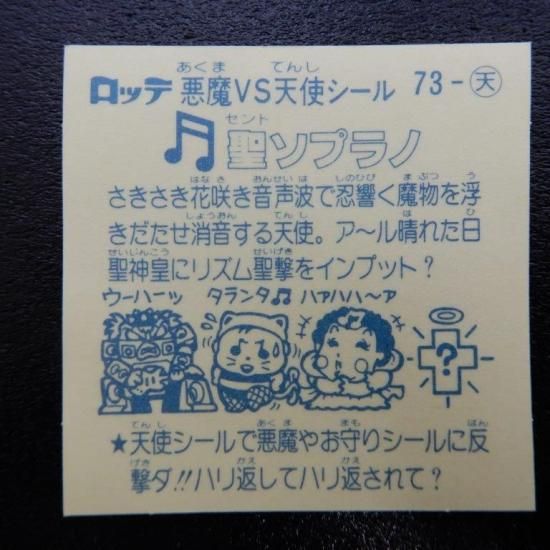 ロッテ 悪魔VS天使シール 73-天
聖ソプラノ
さきさき花咲き音声波で忍響く魔物を浮
きだたせ消音する天使。ア〜ル晴れた日
聖神皇にリズム聖撃をインプット?
ウーハーッ タランタ♫ ハァハハ〜ァ
?
★天使シールで悪魔やお守りシールに反
撃ダ!!ハリ返してハリ返されて?